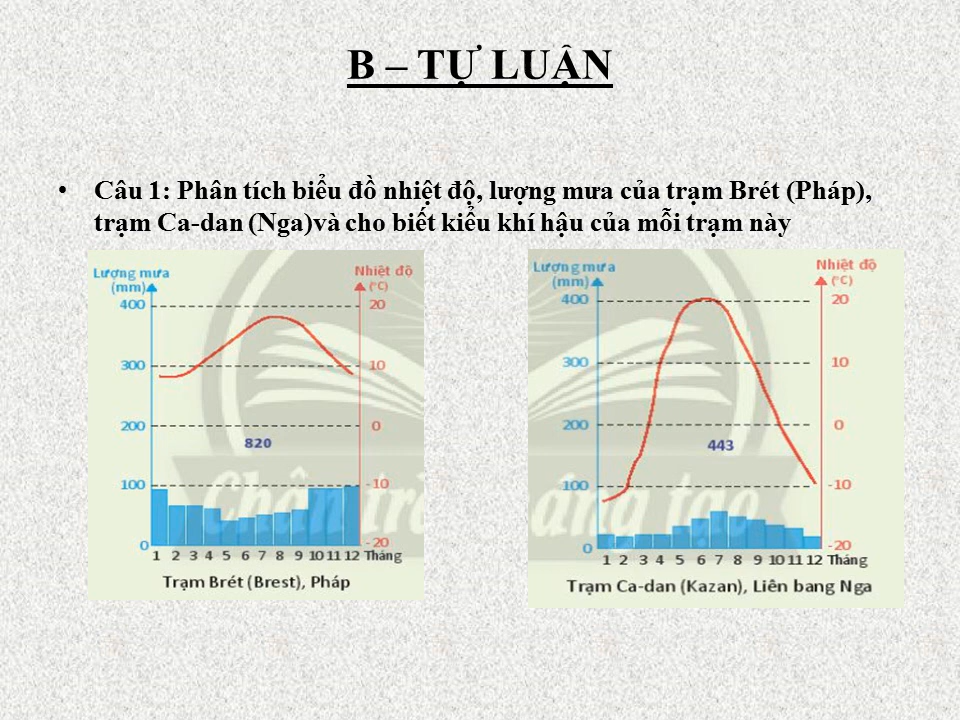 B – TỰ LUẬN
• Câu 1: Phân tích biểu đồ nhiệt độ, lượng mưa của trạm Brét (Pháp),
trạm Ca-dan (Nga)và cho biết kiểu khí hậu của mỗi trạm này
Lượng mưa
(mm)
Nhiệt độ
(°C)
400
20
300
10
200
0
820
100
-10
0
-20
1 2 3 4 5 6 7 8 9 10 11 12 Tháng
Trạm Brét (Brest), Pháp
Lượng mưa
(mm)
Nhiệt độ
(°C)
400
20
300
10
200
0
443
100
-10
0
-20
1 2 3 4 5 6 7 8 9 10 11 12 Tháng
Trạm Ca-dan (Kazan), Liên bang Nga
Chân trời sáng tạo